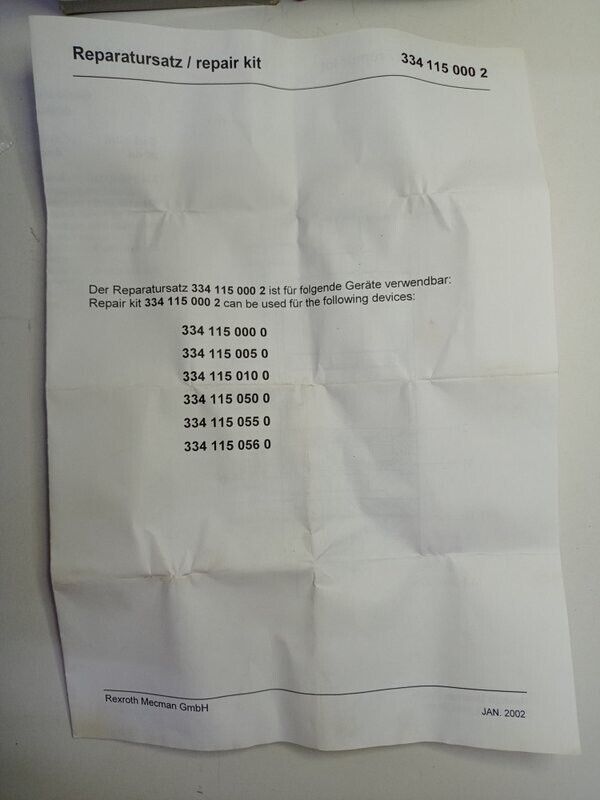 Reparatursatz / repair kit 334 115 000 2
Der Reparatursatz 334 115 000 2 ist für folgende Geräte verwendbar:
Repair kit 334 115 000 2 can be used für the following devices:
334 115 000 0
334 115 005 0
334 115 010 0
334 115 050 0
334 115 055 0
334 115 056 0
Rexroth Mecman GmbH JAN. 2002